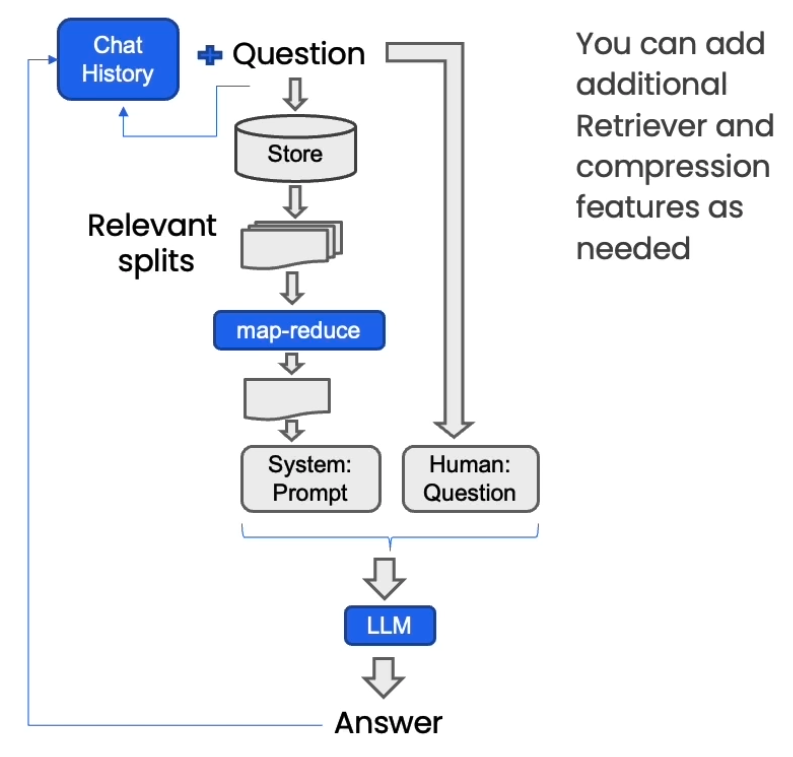 Chat
History
+ Question
Store
Relevant
splits
map-reduce
System:
Prompt
Human:
Question
LLM
Answer
You can add
additional
Retriever and
compression
features as
needed